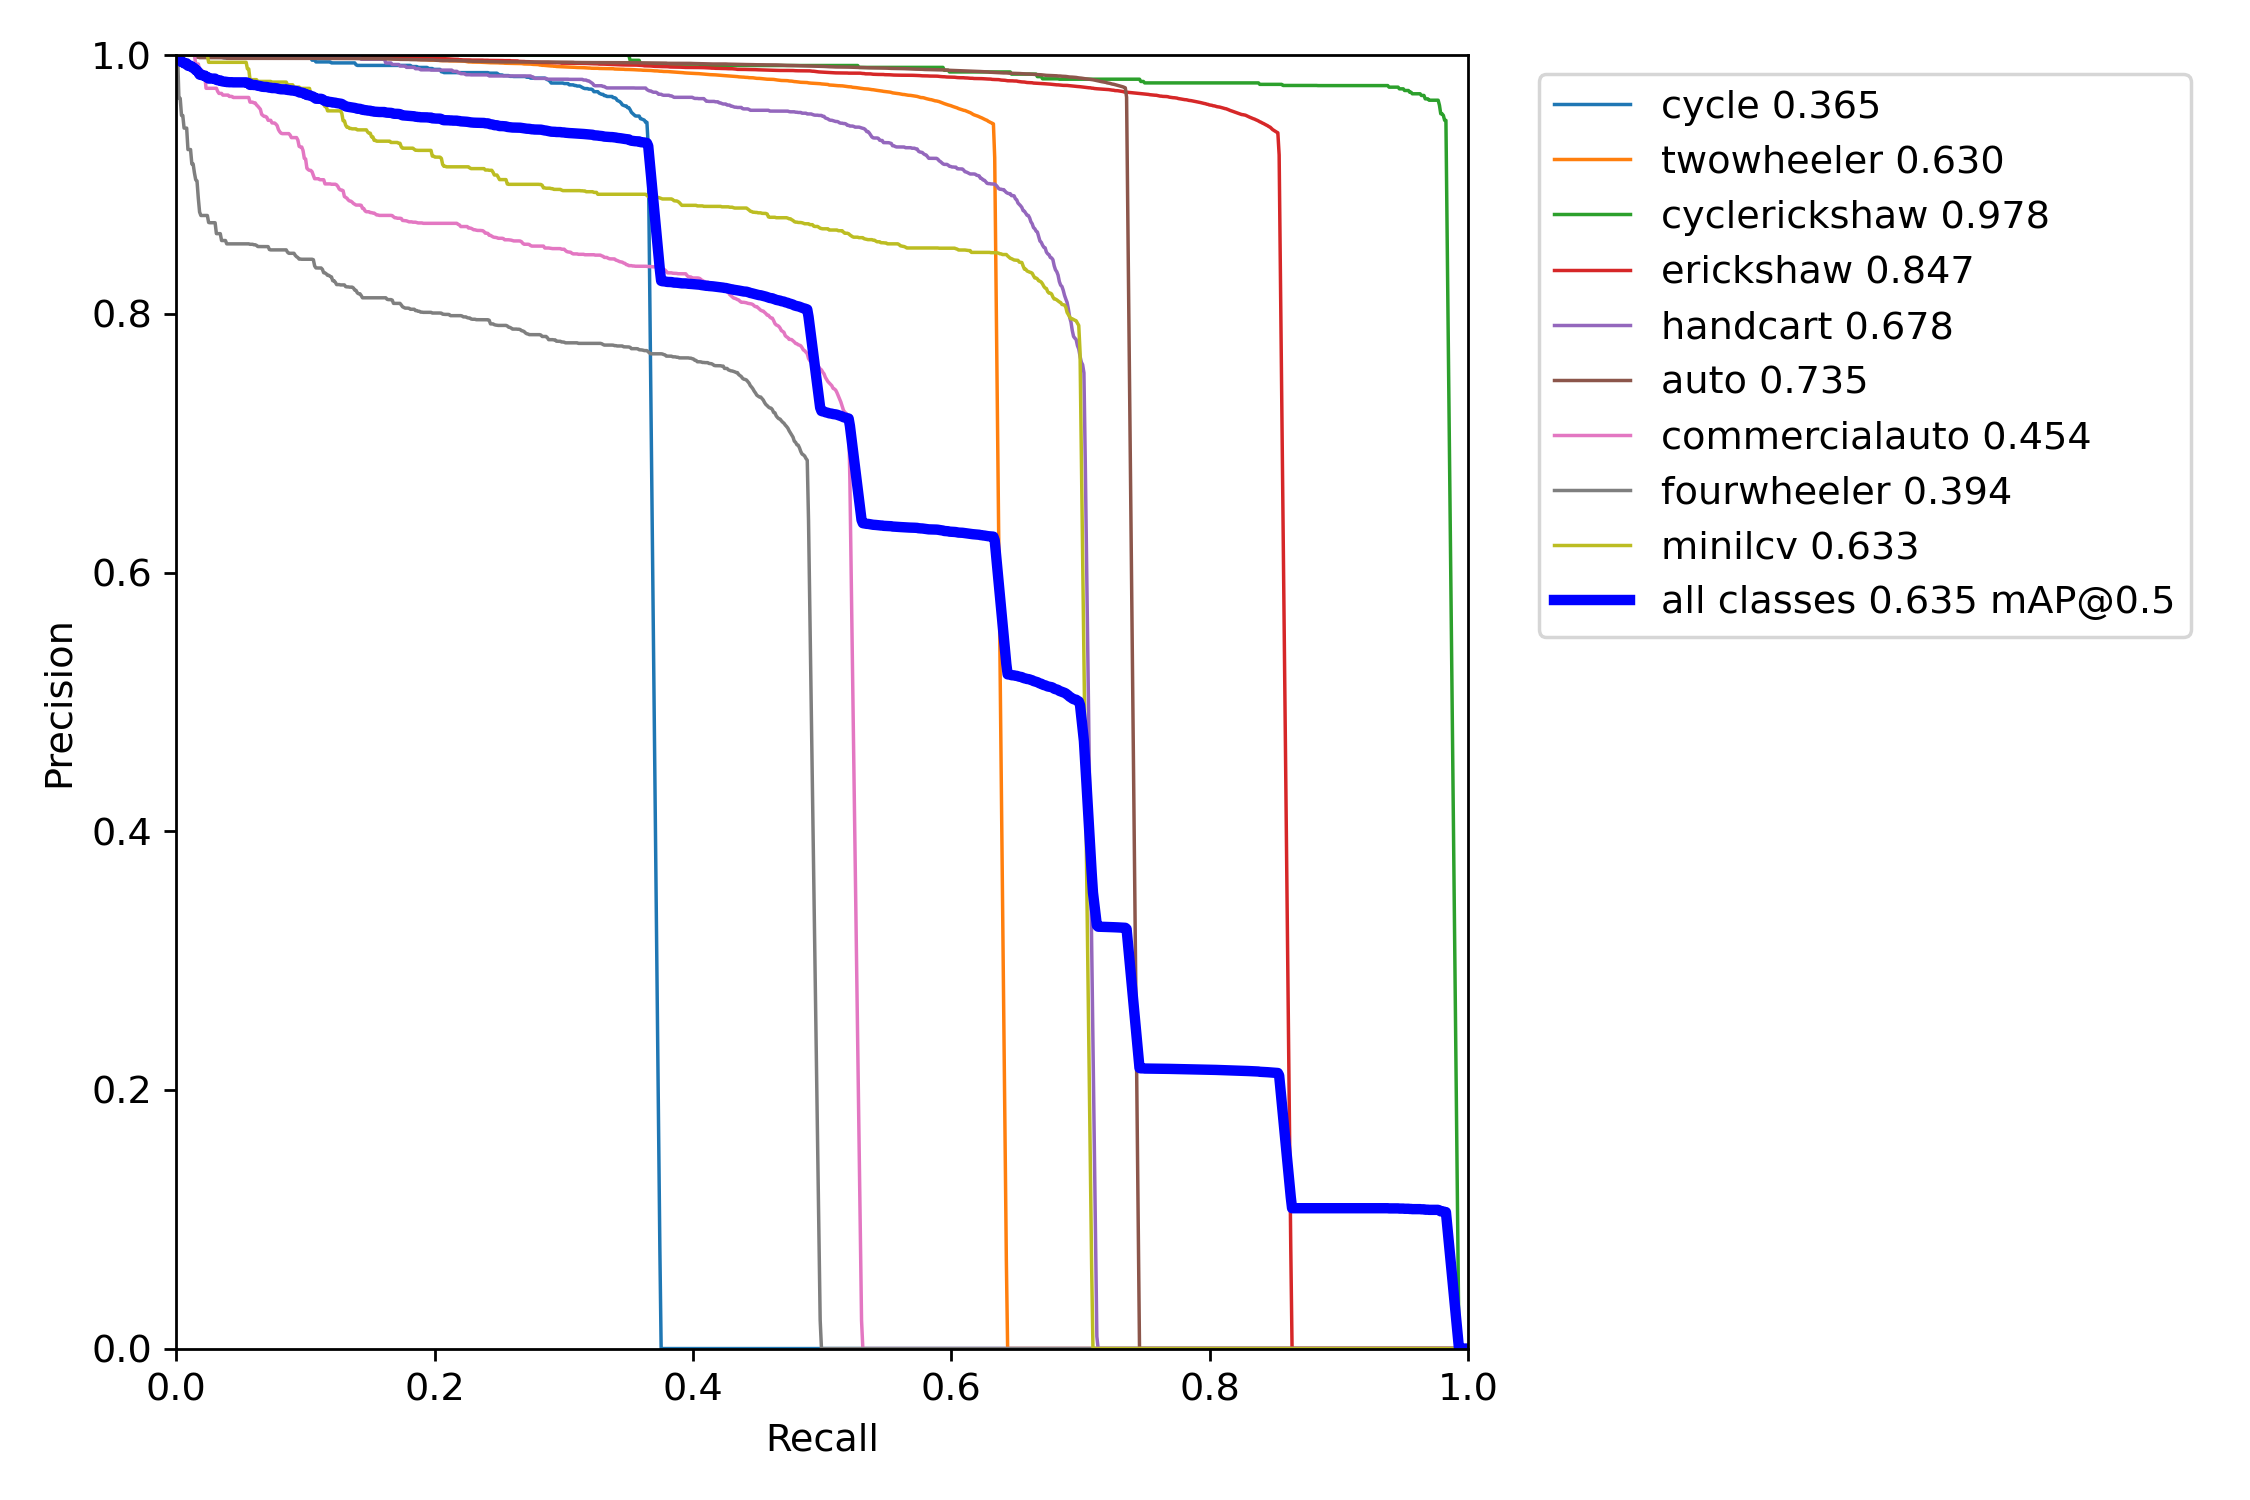 1.0
0.8
0.6
0.4
0.2
0.0
Precision
0.0 0.2 0.4 0.6 0.8 1.0
Recall
cycle 0.365
twowheeler 0.630
cyclerickshaw 0.978
erickshaw 0.847
handcart 0.678
auto 0.735
commercialauto 0.454
fourwheeler 0.394
minilcv 0.633
all classes 0.635 mAP@0.5